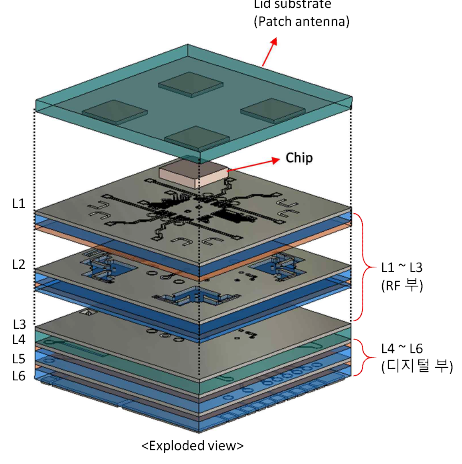 Lid substrate
(Patch antenna)
Chip
L1
L2
L1 ~ L3
(RF 부)
L3
L4
L5
L6
L4 ~ L6
(디지털 부)
<Exploded view>